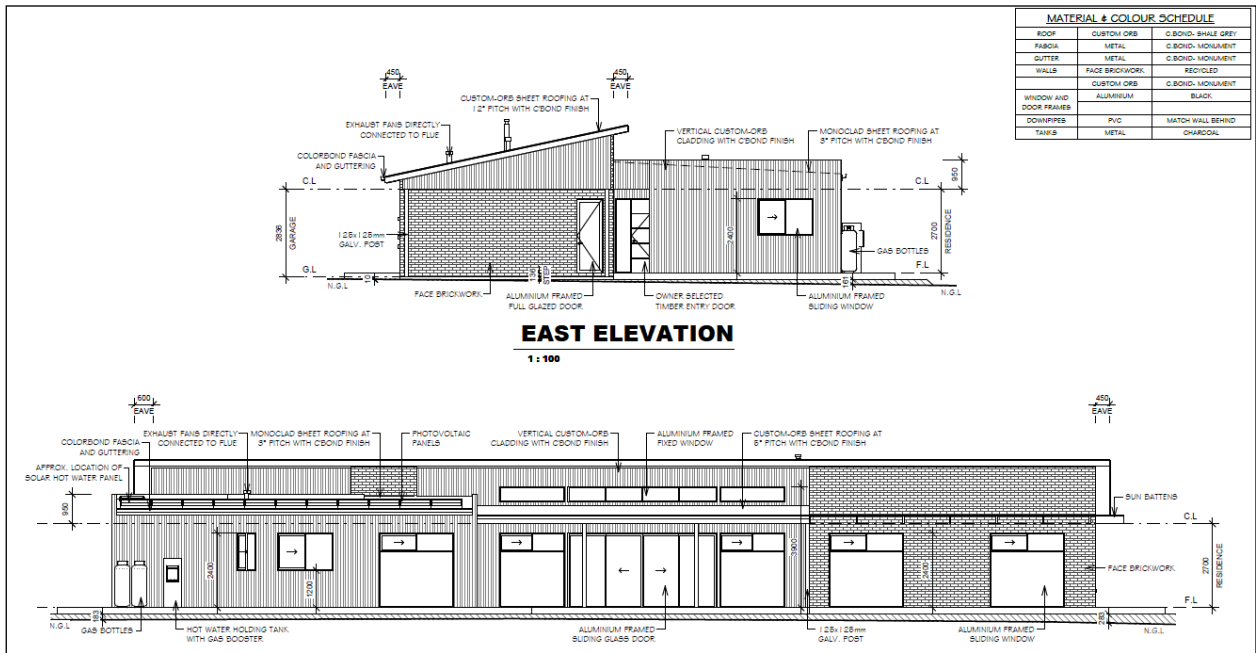 MATERIAL & COLOUR SCHEDULE
ROOF CUSTOM ORB C.BOND- SHALE GREY
FASCIA METAL C.BOND- MONUMENT
GUTTER METAL C.BOND- MONUMENT
WALLS FACE BRICKWORK RECYCLED
CUSTOM ORB C.BOND- MONUMENT
WINDOW AND
DOOR FRAMES
ALUMINIUM BLACK
DOWNPIPES PVC MATCH WALL BEHIND
TANKS METAL CHARCOAL
450
EAVE
450
EAVE
CUSTOM-ORB SHEET ROOFING AT
12° PITCH WITH C'BOND FINISH
EXHAUST FANS DIRECTLY
CONNECTED TO FLUE
VERTICAL CUSTOM-ORB
CLADDING WITH C'BOND FINISH
MONOCLAD SHEET ROOFING AT
3° PITCH WITH C'BOND FINISH
COLORBOND FASCIA
AND GUTTERING
C.L
C.L
950
2836
GARAGE
2400
2700
RESIDENCE
125x125mm
GALV. POST
GAS BOTTLES
G.L
F.L
N.G.L
10
136
STEP
161
N.G.L
FACE BRICKWORK
ALUMINIUM FRAMED
FULL GLAZED DOOR
OWNER SELECTED
TIMBER ENTRY DOOR
ALUMINIUM FRAMED
SLIDING WINDOW
EAST ELEVATION
1 : 100
600
EAVE
450
EAVE
COLORBOND FASCIA
AND GUTTERING
EXHAUST FANS DIRECTLY
CONNECTED TO FLUE
MONOCLAD SHEET ROOFING AT
3° PITCH WITH C'BOND FINISH
PHOTOVOLTAIC
PANELS
VERTICAL CUSTOM-ORB
CLADDING WITH C'BOND FINISH
ALUMINIUM FRAMED
FIXED WINDOW
CUSTOM-ORB SHEET ROOFING AT
5° PITCH WITH C'BOND FINISH
APPROX. LOCATION OF
SOLAR HOT WATER PANEL
950
SUN BATTENS
C.L
C.L
2400
1200
3900
2400
2700
RESIDENCE
FACE BRICKWORK
F.L
F.L
N.G.L
183
283
N.G.L
GAS BOTTLES
HOT WATER HOLDING TANK
WITH GAS BOOSTER
ALUMINIUM FRAMED
SLIDING GLASS DOOR
125x125mm
GALV. POST
ALUMINIUM FRAMED
SLIDING WINDOW